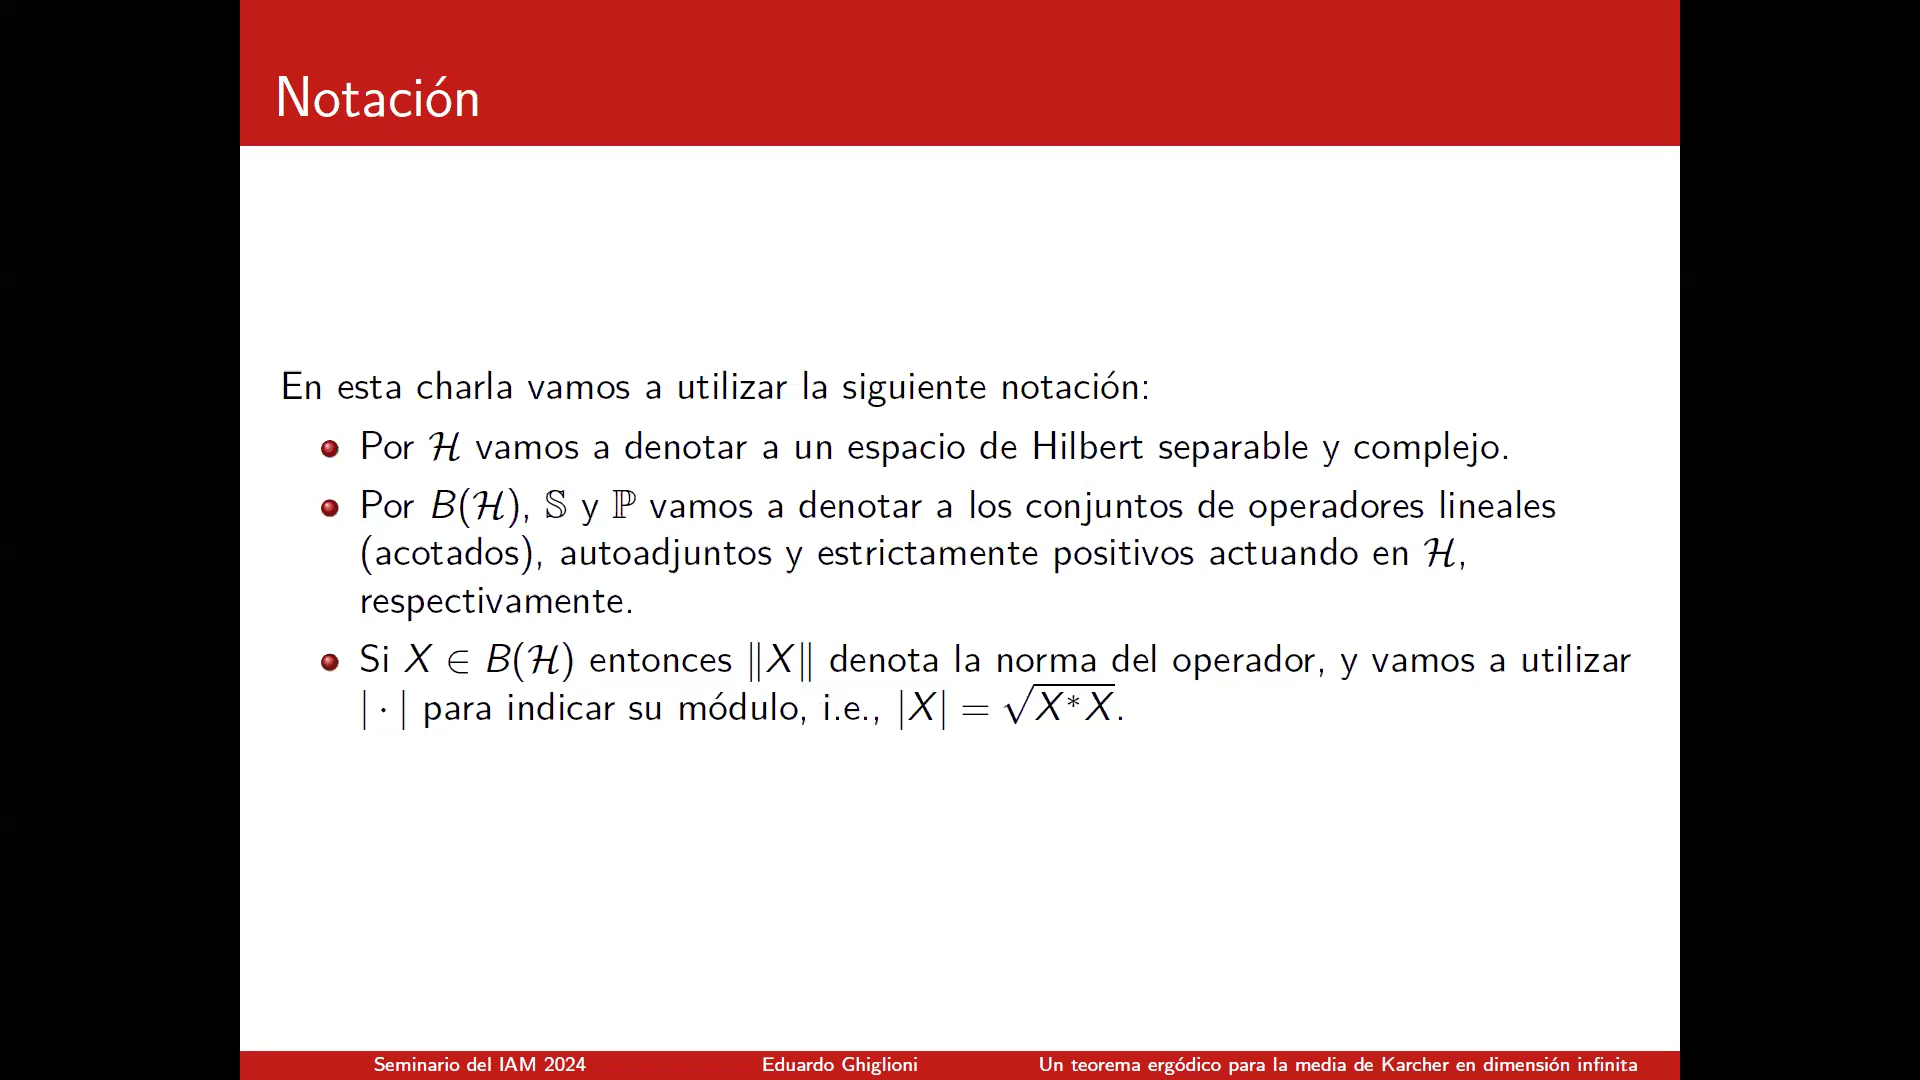 Notación
En esta charla vamos a utilizar la siguiente notación:
Por ℋ vamos a denotar a un espacio de Hilbert separable y complejo.
Por B(ℋ), 𝕊 y ℙ vamos a denotar a los conjuntos de operadores lineales
(acotados), autoadjuntos y estrictamente positivos actuando en ℋ,
respectivamente.
Si X ∈ B(ℋ) entonces ‖X‖ denota la norma del operador, y vamos a utilizar
| · | para indicar su módulo, i.e., |X| = √X*X.
Seminario del IAM 2024 Eduardo Ghiglioni Un teorema ergódico para la media de Karcher en dimensión infinita